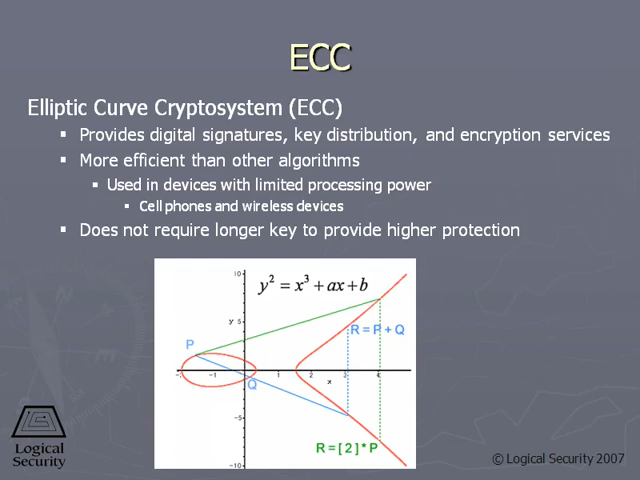 ECC
Elliptic Curve Cryptosystem (ECC)
▪ Provides digital signatures, key distribution, and encryption services
▪ More efficient than other algorithms
▪ Used in devices with limited processing power
▪ Cell phones and wireless devices
▪ Does not require longer key to provide higher protection
10
y² = x³ + ax + b
y 5
R = P + Q
P
-2 -1 1 2 3 4
x
Q
-5
R = [ 2 ] * P
-10
Logical
Security
© Logical Security 2007